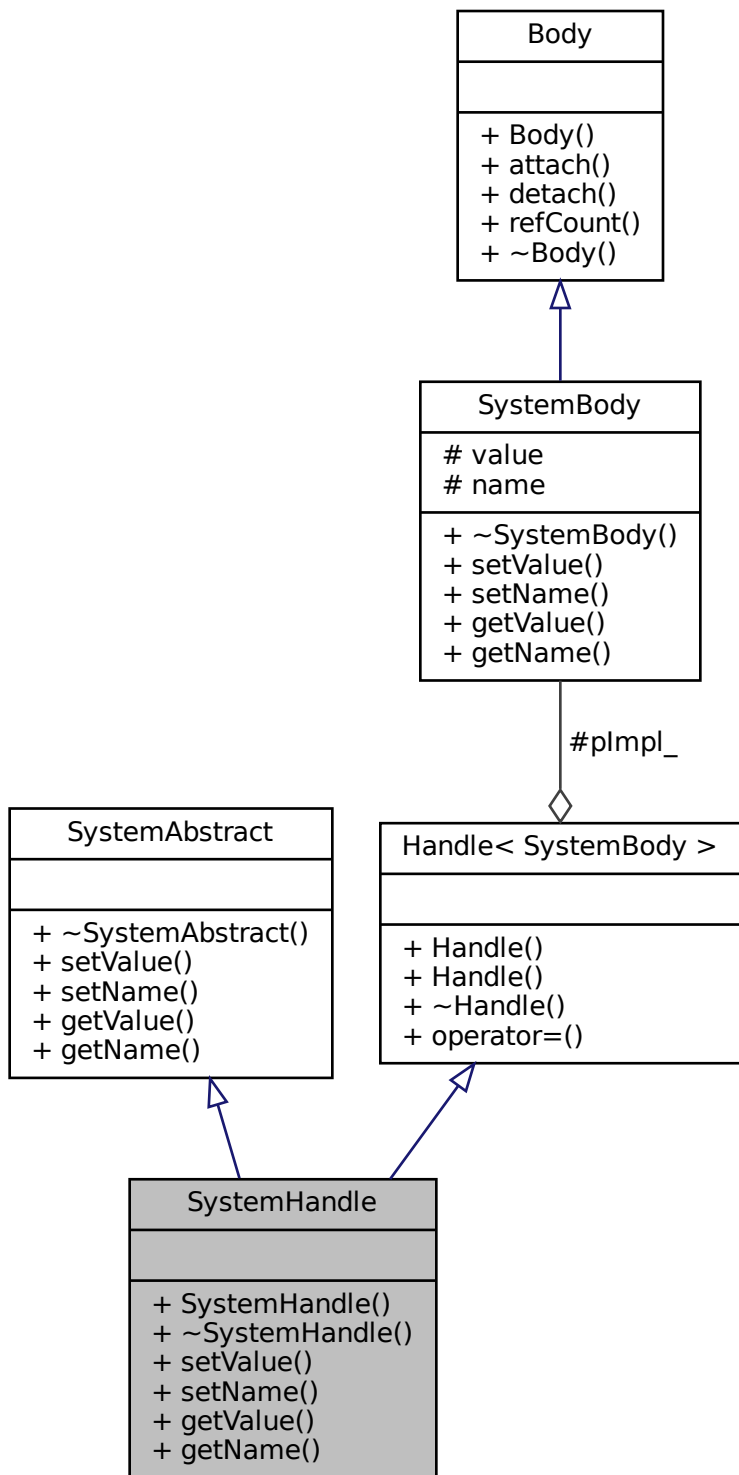 Body
+ Body()
+ attach()
+ detach()
+ refCount()
+ ~Body()
SystemBody
# value
# name
+ ~SystemBody()
+ setValue()
+ setName()
+ getValue()
+ getName()
#pImpl_
SystemAbstract
+ ~SystemAbstract()
+ setValue()
+ setName()
+ getValue()
+ getName()
Handle< SystemBody >
+ Handle()
+ Handle()
+ ~Handle()
+ operator=()
SystemHandle
+ SystemHandle()
+ ~SystemHandle()
+ setValue()
+ setName()
+ getValue()
+ getName()